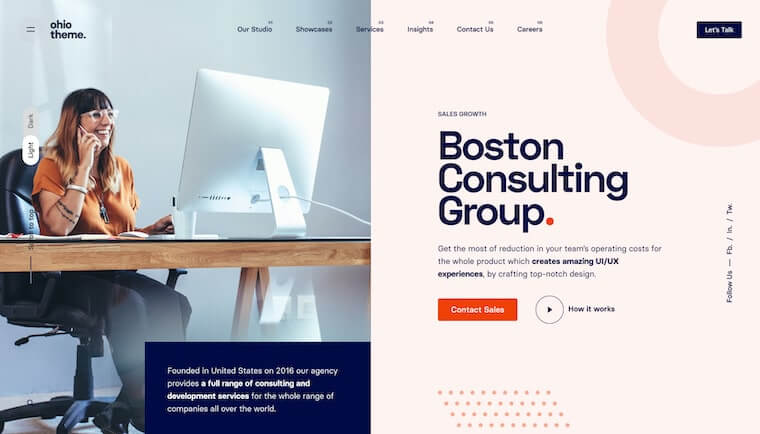 ohio
theme.
01
Our Studio
02
Showcases
03
Services
04
Insights
05
Contact Us
06
Careers
Let's Talk
Dark
Light
Scroll to top
SALES GROWTH
Boston
Consulting
Group.
Get the most of reduction in your team's operating costs for
the whole product which creates amazing UI/UX
experiences, by crafting top-notch design.
Contact Sales
How it works
Follow Us — Fb. / In. / Tw.
Founded in United States on 2016 our agency
provides a full range of consulting and
development services for the whole range of
companies all over the world.